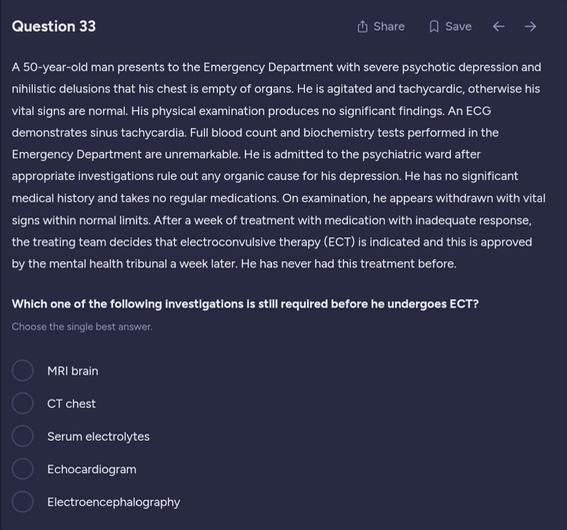 Question 33
Share
Save
A 50-year-old man presents to the Emergency Department with severe psychotic depression and
nihilistic delusions that his chest is empty of organs. He is agitated and tachycardic, otherwise his
vital signs are normal. His physical examination produces no significant findings. An ECG
demonstrates sinus tachycardia. Full blood count and biochemistry tests performed in the
Emergency Department are unremarkable. He is admitted to the psychiatric ward after
appropriate investigations rule out any organic cause for his depression. He has no significant
medical history and takes no regular medications. On examination, he appears withdrawn with vital
signs within normal limits. After a week of treatment with medication with inadequate response,
the treating team decides that electroconvulsive therapy (ECT) is indicated and this is approved
by the mental health tribunal a week later. He has never had this treatment before.
Which one of the following investigations is still required before he undergoes ECT?
Choose the single best answer.
MRI brain
CT chest
Serum electrolytes
Echocardiogram
Electroencephalography